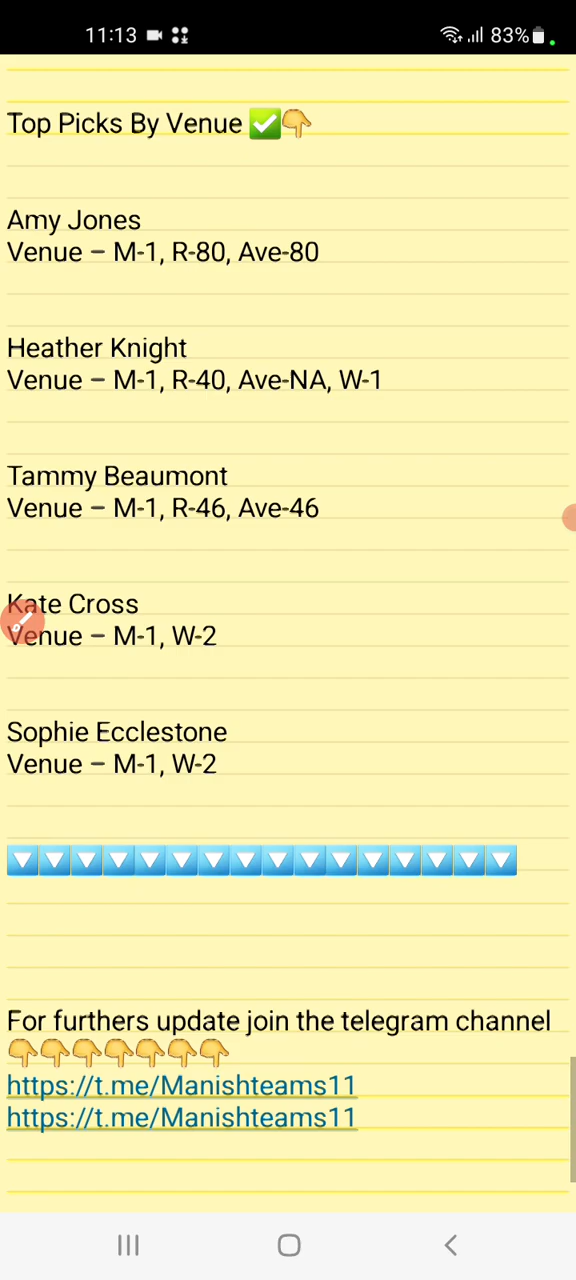 11:13
83%
Top Picks By Venue ✅👇
Amy Jones
Venue – M-1, R-80, Ave-80
Heather Knight
Venue – M-1, R-40, Ave-NA, W-1
Tammy Beaumont
Venue – M-1, R-46, Ave-46
Kate Cross
Venue – M-1, W-2
Sophie Ecclestone
Venue – M-1, W-2
🔽🔽🔽🔽🔽🔽🔽🔽🔽🔽🔽🔽🔽🔽🔽🔽
For furthers update join the telegram channel
👇👇👇👇👇👇👇
https://t.me/Manishteams11
https://t.me/Manishteams11